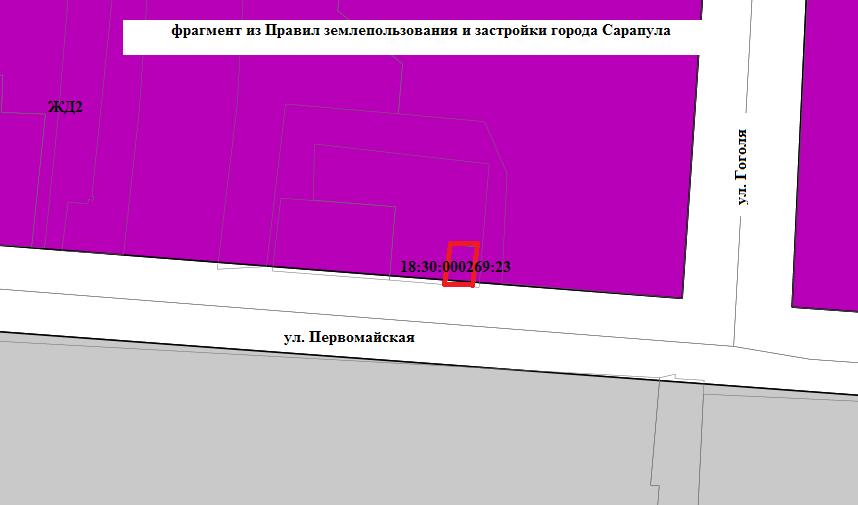 фрагмент из Правил землепользования и застройки города Сарапула
ЖД2
ул. Гоголя
18:30:000269:23
ул. Первомайская